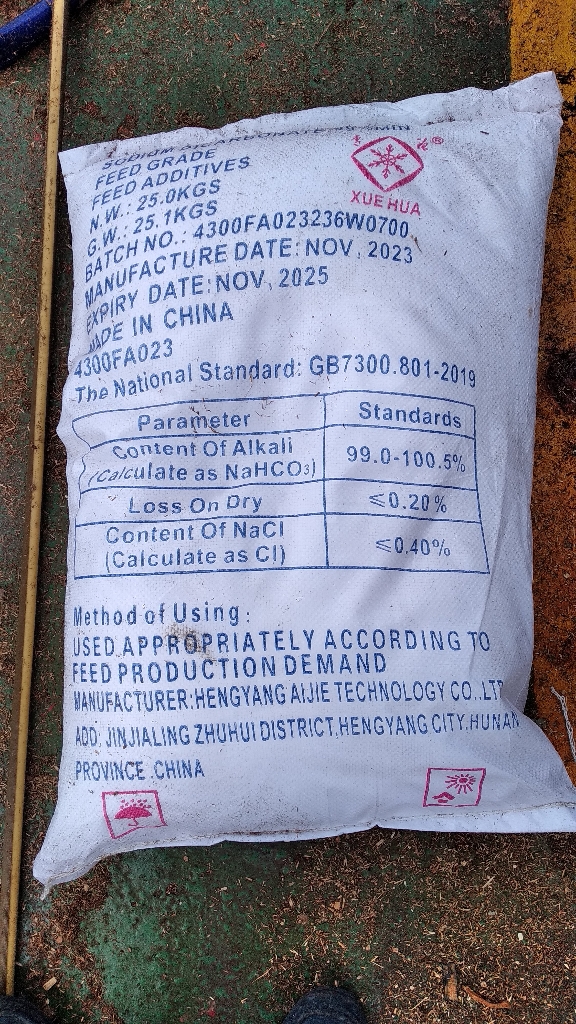 FEED GRADE
FEED ADDITIVES
N.W.: 25.0KGS
G.W.: 25.1KGS
BATCH NO.: 4300FA023236W0700
MANUFACTURE DATE: NOV, 2023
EXPIRY DATE: NOV, 2025
MADE IN CHINA
4300FA023
®
XUE HUA
The National Standard: GB7300.801-2019
Parameter Standards
Content Of Alkali
(Calculate as NaHCO₃) 99.0-100.5%
Loss On Dry ≤0.20%
Content Of NaCl
(Calculate as Cl) ≤0.40%
Method of Using:
USED APPROPRIATELY ACCORDING TO
FEED PRODUCTION DEMAND
MANUFACTURER:HENGYANG AIJIE TECHNOLOGY CO.,LT
ADD: JINJIALING ZHUHUI DISTRICT,HENGYANG CITY,HUNAN
PROVINCE .CHINA